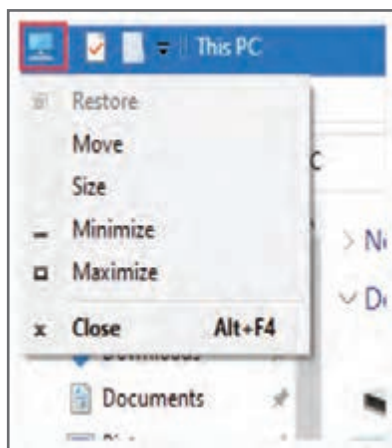 This PC
Restore
Move
Size
Minimize
Maximize
Close Alt+F4
Documents